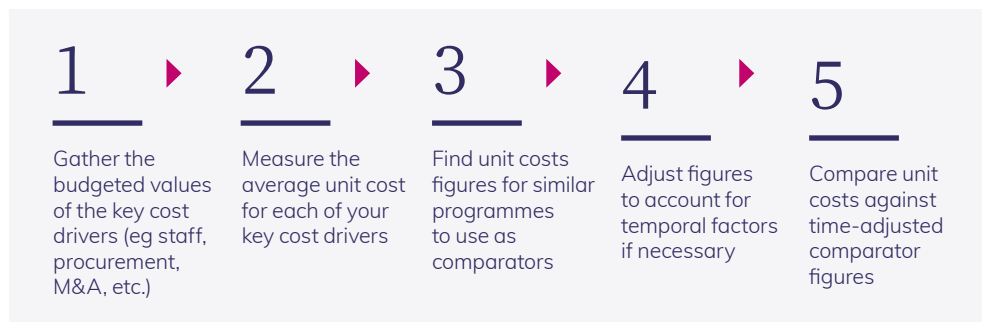 1
Gather the
budgeted values
of the key cost
drivers (eg staff,
procurement,
M&A, etc.)
2
Measure the
average unit cost
for each of your
key cost drivers
3
Find unit costs
figures for similar
programmes
to use as
comparators
4
Adjust figures
to account for
temporal factors
if necessary
5
Compare unit
costs against
time-adjusted
comparator
figures